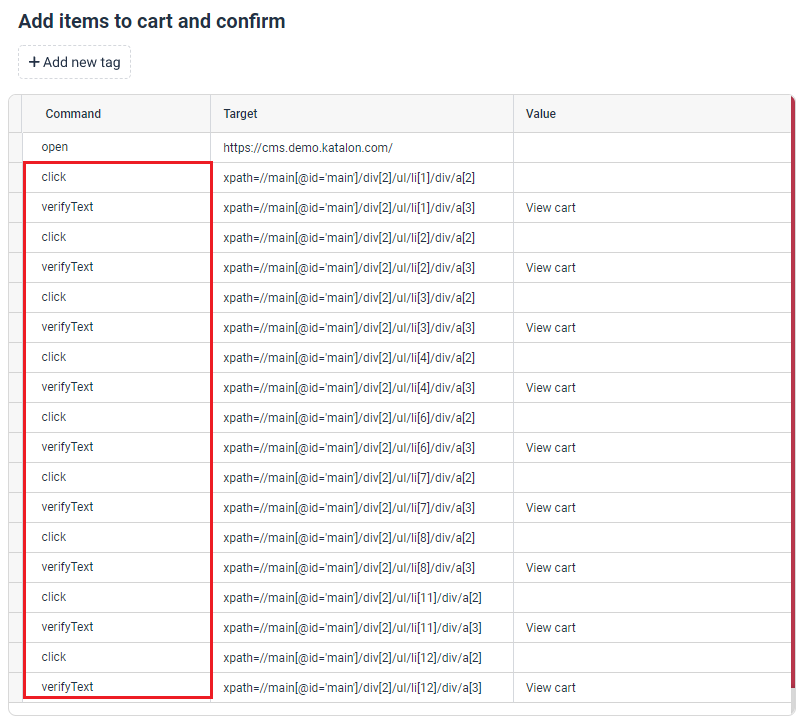 Add items to cart and confirm
+ Add new tag
Command Target Value
open https://cms.demo.katalon.com/
click xpath=//main[@id='main']/div[2]/ul/li[1]/div/a[2]
verifyText xpath=//main[@id='main']/div[2]/ul/li[1]/div/a[3] View cart
click xpath=//main[@id='main']/div[2]/ul/li[2]/div/a[2]
verifyText xpath=//main[@id='main']/div[2]/ul/li[2]/div/a[3] View cart
click xpath=//main[@id='main']/div[2]/ul/li[3]/div/a[2]
verifyText xpath=//main[@id='main']/div[2]/ul/li[3]/div/a[3] View cart
click xpath=//main[@id='main']/div[2]/ul/li[4]/div/a[2]
verifyText xpath=//main[@id='main']/div[2]/ul/li[4]/div/a[3] View cart
click xpath=//main[@id='main']/div[2]/ul/li[6]/div/a[2]
verifyText xpath=//main[@id='main']/div[2]/ul/li[6]/div/a[3] View cart
click xpath=//main[@id='main']/div[2]/ul/li[7]/div/a[2]
verifyText xpath=//main[@id='main']/div[2]/ul/li[7]/div/a[3] View cart
click xpath=//main[@id='main']/div[2]/ul/li[8]/div/a[2]
verifyText xpath=//main[@id='main']/div[2]/ul/li[8]/div/a[3] View cart
click xpath=//main[@id='main']/div[2]/ul/li[11]/div/a[2]
verifyText xpath=//main[@id='main']/div[2]/ul/li[11]/div/a[3] View cart
click xpath=//main[@id='main']/div[2]/ul/li[12]/div/a[2]
verifyText xpath=//main[@id='main']/div[2]/ul/li[12]/div/a[3] View cart